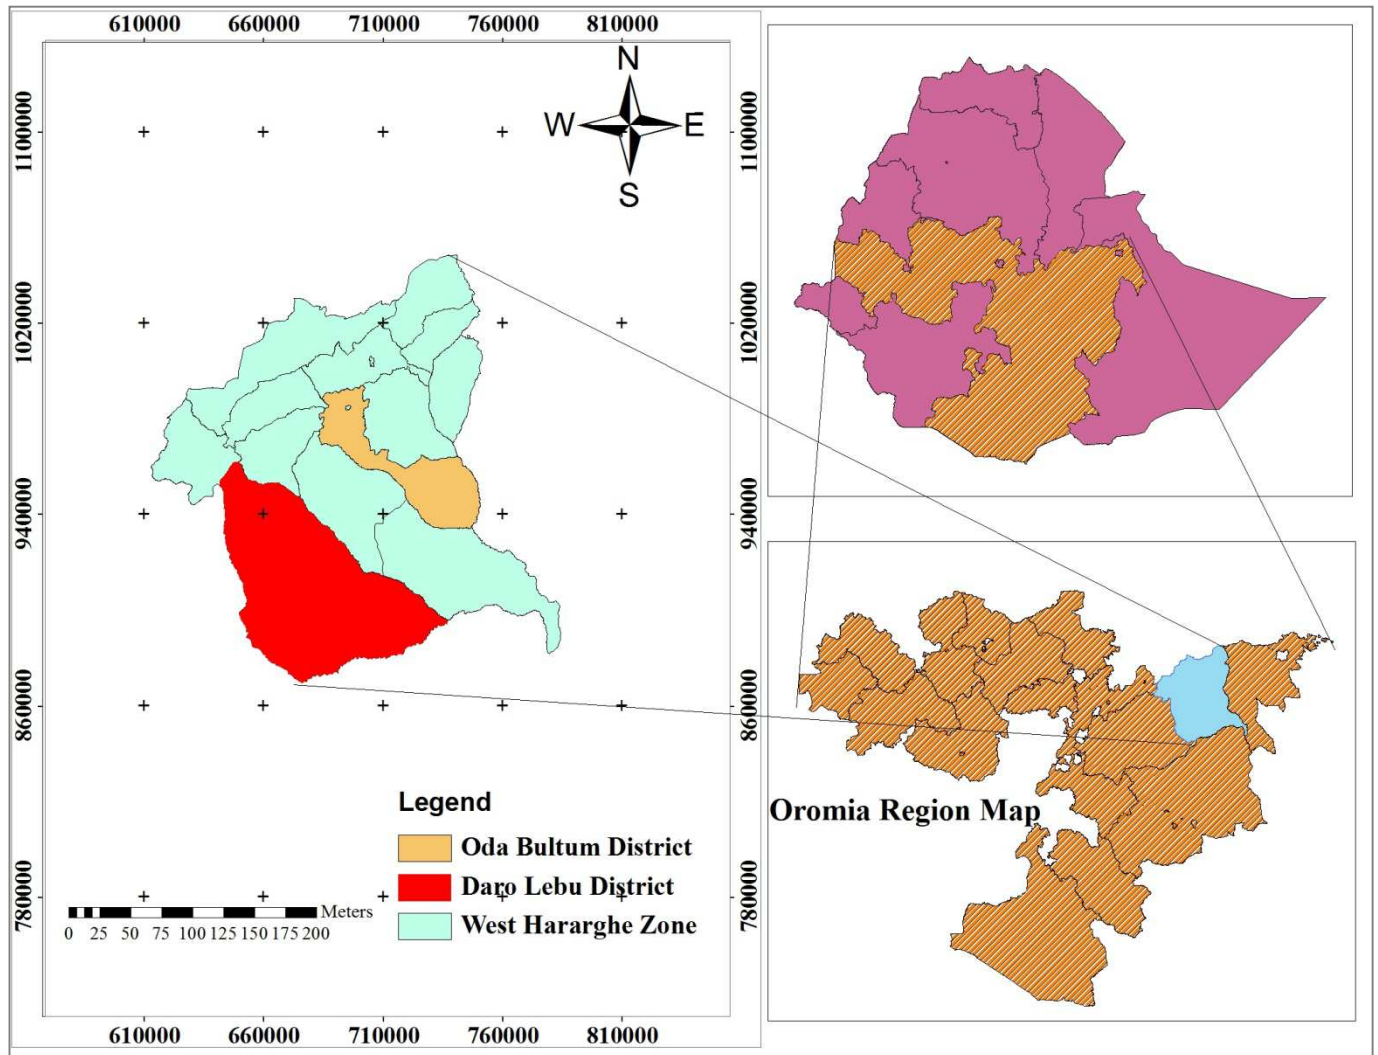 610000 660000 710000 760000 810000
N
W E
S
1100000 1100000
1020000 1020000
940000 940000
860000 860000
780000 780000
Legend
Oda Bultum District
Daro Lebu District
West Hararghe Zone
Meters
0 25 50 75 100 125 150 175 200
610000 660000 710000 760000 810000
Oromia Region Map